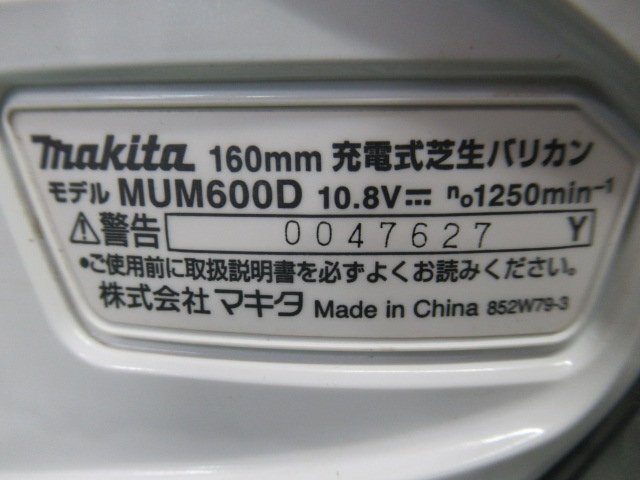 makita 160mm 充電式芝生バリカン
モデル MUM600D 10.8V⎓ n₀1250min⁻¹
⚠警告 0047627 Y
•ご使用前に取扱説明書を必ずよくお読みください。
株式会社 マキタ Made in China 852W79-3